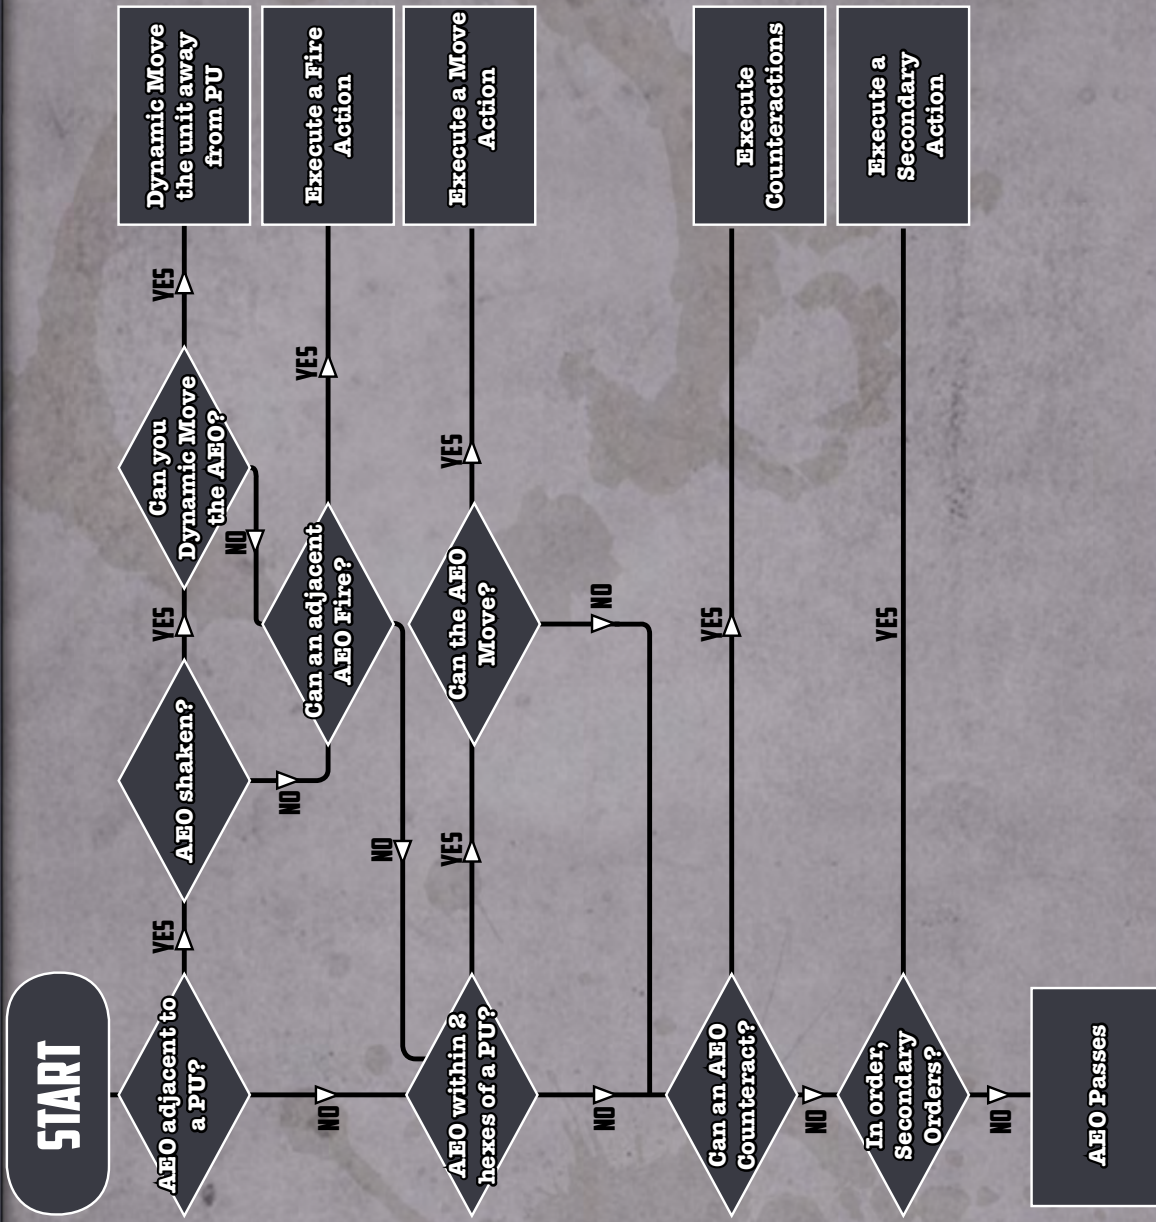 START
AEO adjacent to
a PU?
YES
AEO shaken?
YES
Can you
Dynamic Move
the AEO?
YES
Dynamic Move
the unit away
from PU
NO
NO
NO
Can an adjacent
AEO Fire?
YES
Execute a Fire
Action
NO
AEO within 2
hexes of a PU?
YES
Can the AEO
Move?
YES
Execute a Move
Action
NO
NO
Can an AEO
Counteract?
YES
Execute
Counteractions
NO
In order,
Secondary
Orders?
YES
Execute a
Secondary
Action
NO
AEO Passes